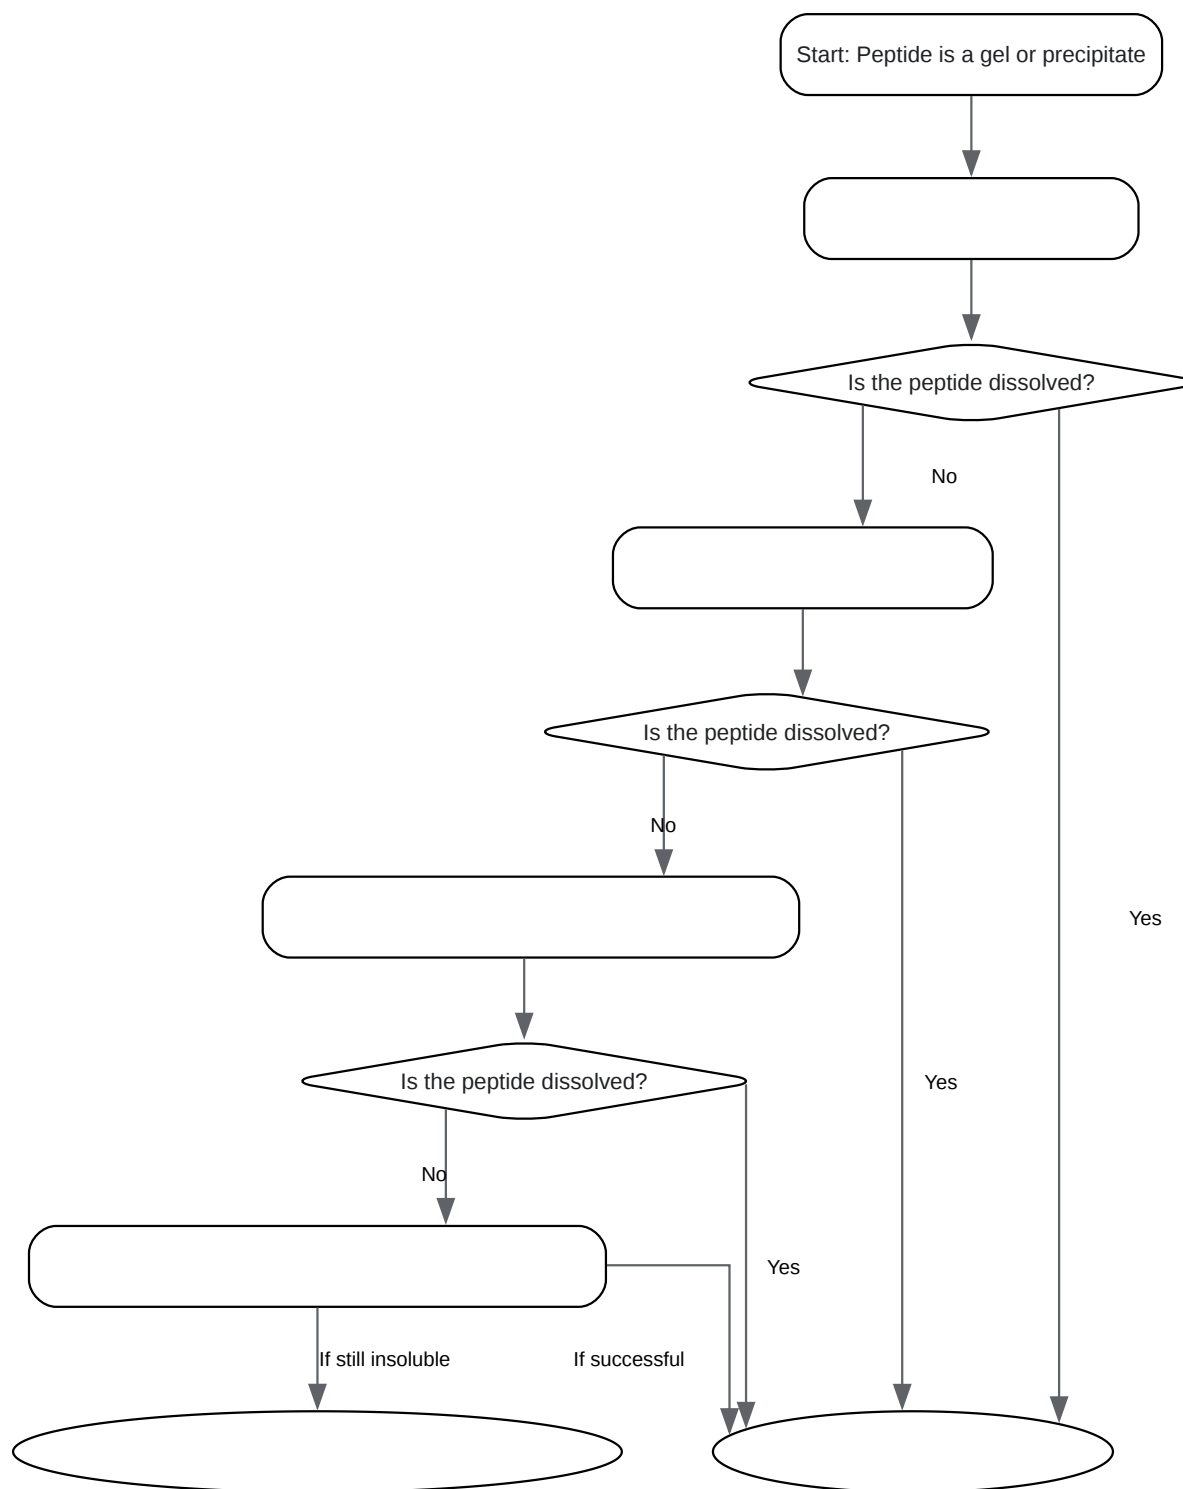 Start: Peptide is a gel or precipitate
Is the peptide dissolved?
No
Is the peptide dissolved?
No
Yes
Is the peptide dissolved?
Yes
No
Yes
If still insoluble
If successful